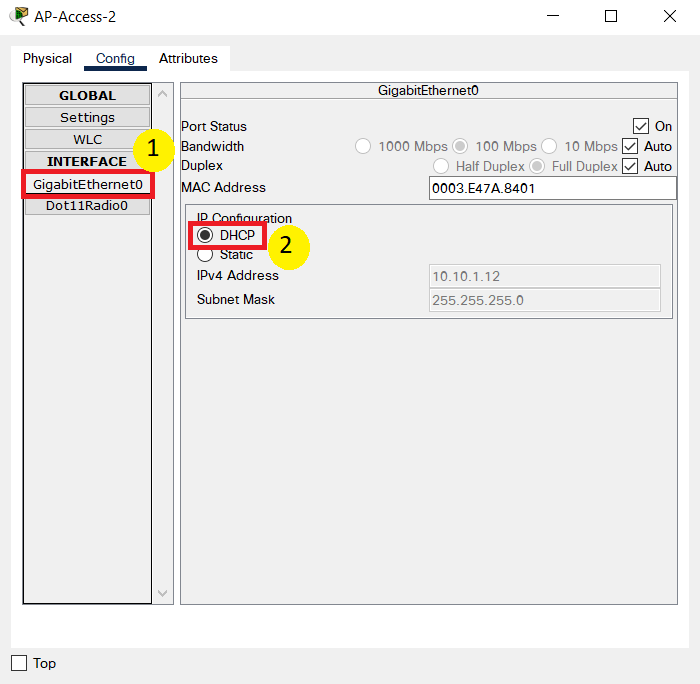 AP-Access-2
Physical Config Attributes
GLOBAL
Settings
WLC
INTERFACE
GigabitEthernet0
Dot11Radio0
1
GigabitEthernet0
Port Status On
Bandwidth 1000 Mbps 100 Mbps 10 Mbps Auto
Duplex Half Duplex Full Duplex Auto
MAC Address 0003.E47A.8401
IP Configuration
DHCP
2
Static
IPv4 Address 10.10.1.12
Subnet Mask 255.255.255.0
Top